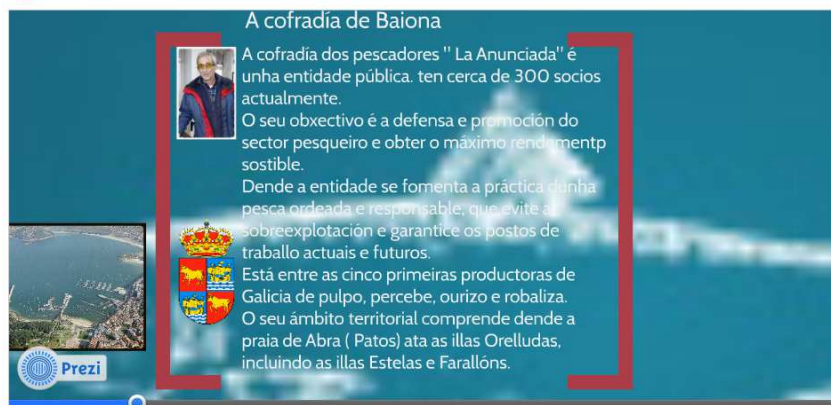 A cofradía de Baiona
A cofradía dos pescadores " La Anunciada" é
unha entidade pública. ten cerca de 300 socios
actualmente.
O seu obxectivo é a defensa e promoción do
sector pesqueiro e obter o máximo rendementp
sostible.
Dende a entidade se fomenta a práctica dunha
pesca ordeada e responsable, que evite a
sobreexplotación e garantice os postos de
traballo actuais e futuros.
Está entre as cinco primeiras productoras de
Galicia de pulpo, percebe, ourizo e robaliza.
O seu ámbito territorial comprende dende a
praia de Abra ( Patos) ata as illas Orelludas,
incluindo as illas Estelas e Farallóns.
Prezi